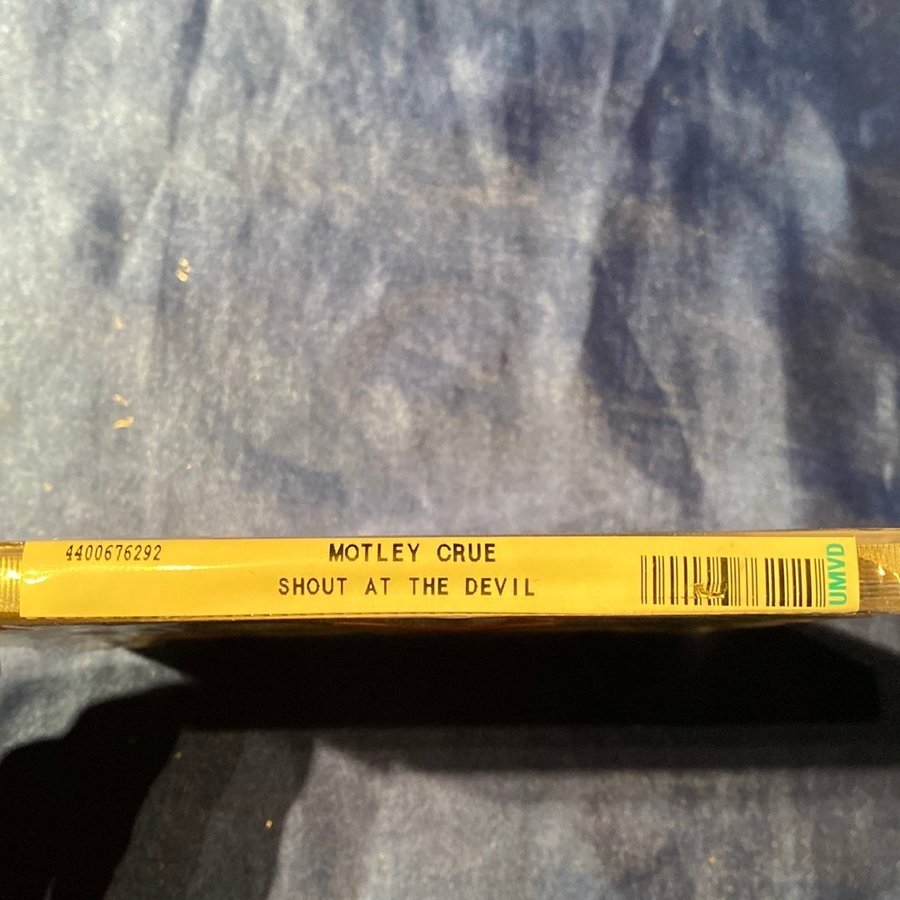 4400676292
MOTLEY CRUE
SHOUT AT THE DEVIL
UMVD